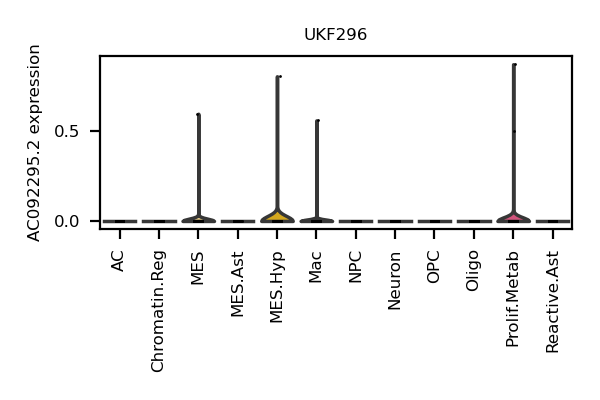 UKF296
AC092295.2 expression
0.5
0.0
AC
Chromatin.Reg
MES
MES.Ast
MES.Hyp
Mac
NPC
Neuron
OPC
Oligo
Prolif.Metab
Reactive.Ast